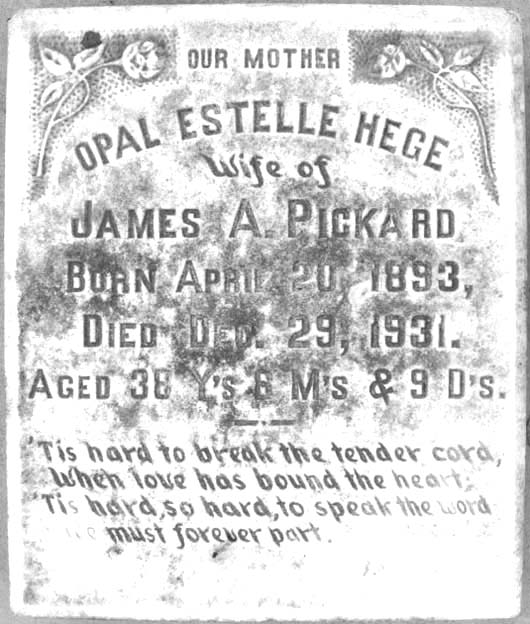 OUR MOTHER
OPAL ESTELLE HEGE
Wife of
JAMES A. PICKARD
BORN APRIL 20, 1893,
DIED DEC. 29, 1931.
AGED 38 Y'S 8 M'S & 9 D'S.
'Tis hard to break the tender cord,
When love has bound the heart;
'Tis hard, so hard, to speak the word
must forever part.